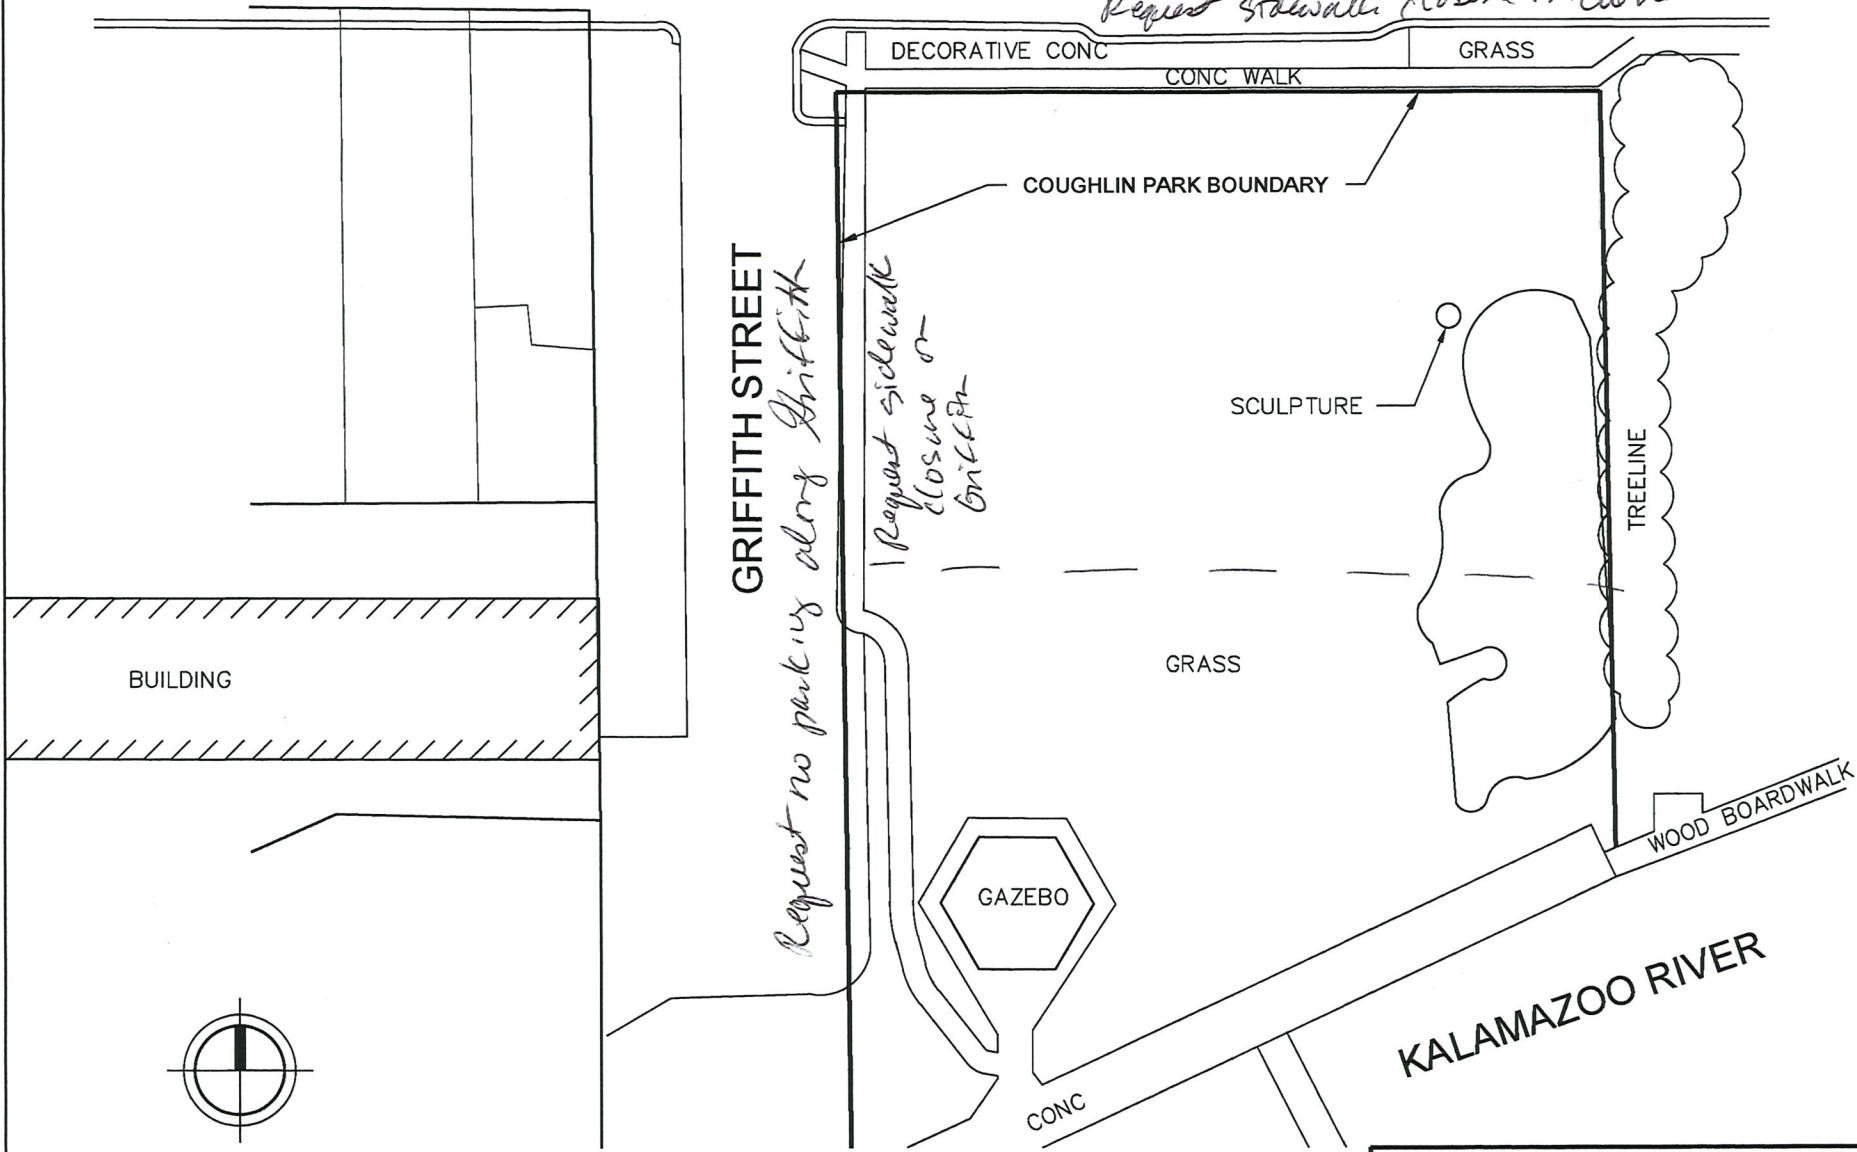 Request sidewalk closure
DECORATIVE CONC
GRASS
CONC WALK
COUGHLIN PARK BOUNDARY
GRIFFITH STREET
Request no parking along Griffith
Request sidewalk
closure on
Griffith
SCULPTURE
TREELINE
BUILDING
GRASS
GAZEBO
WOOD BOARDWALK
KALAMAZOO RIVER
CONC